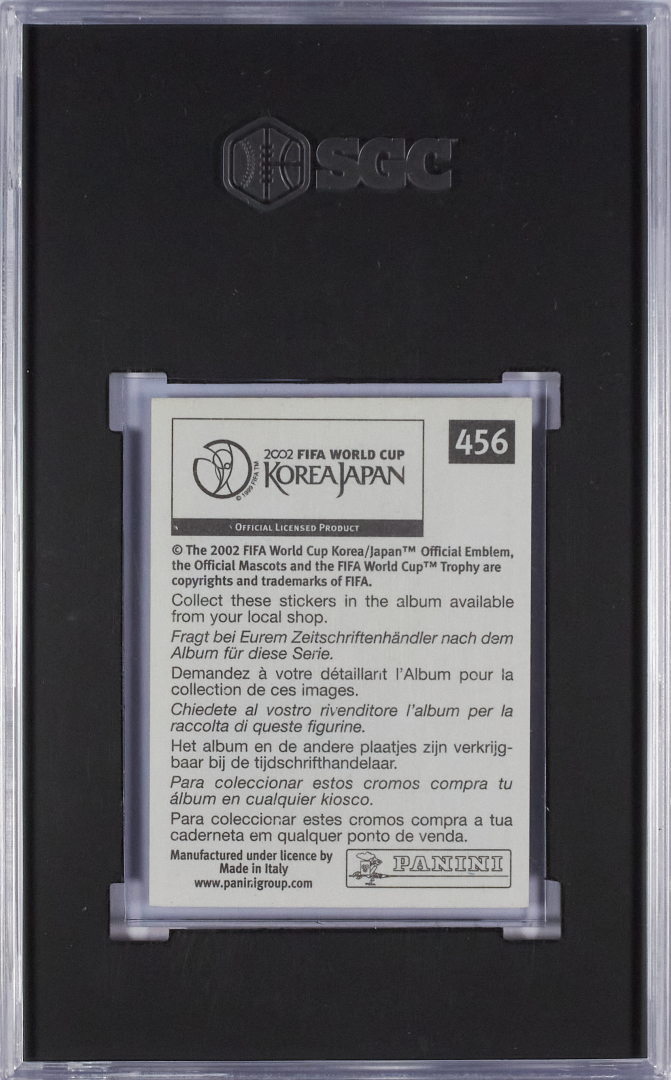 SGC
456
2002 FIFA WORLD CUP
KOREAJAPAN
© 1999 FIFA TM
OFFICIAL LICENSED PRODUCT
© The 2002 FIFA World Cup Korea/Japan™ Official Emblem,
the Official Mascots and the FIFA World Cup™ Trophy are
copyrights and trademarks of FIFA.
Collect these stickers in the album available
from your local shop.
Fragt bei Eurem Zeitschriftenhändler nach dem
Album für diese Serie.
Demandez à votre détaillant l'Album pour la
collection de ces images.
Chiedete al vostro rivenditore l'album per la
raccolta di queste figurine.
Het album en de andere plaatjes zijn verkrijg-
baar bij de tijdschrifthandelaar.
Para coleccionar estos cromos compra tu
álbum en cualquier kiosco.
Para coleccionar estes cromos compra a tua
caderneta em qualquer ponto de venda.
Manufactured under licence by
Made in Italy
www.paninigroup.com
PANINI